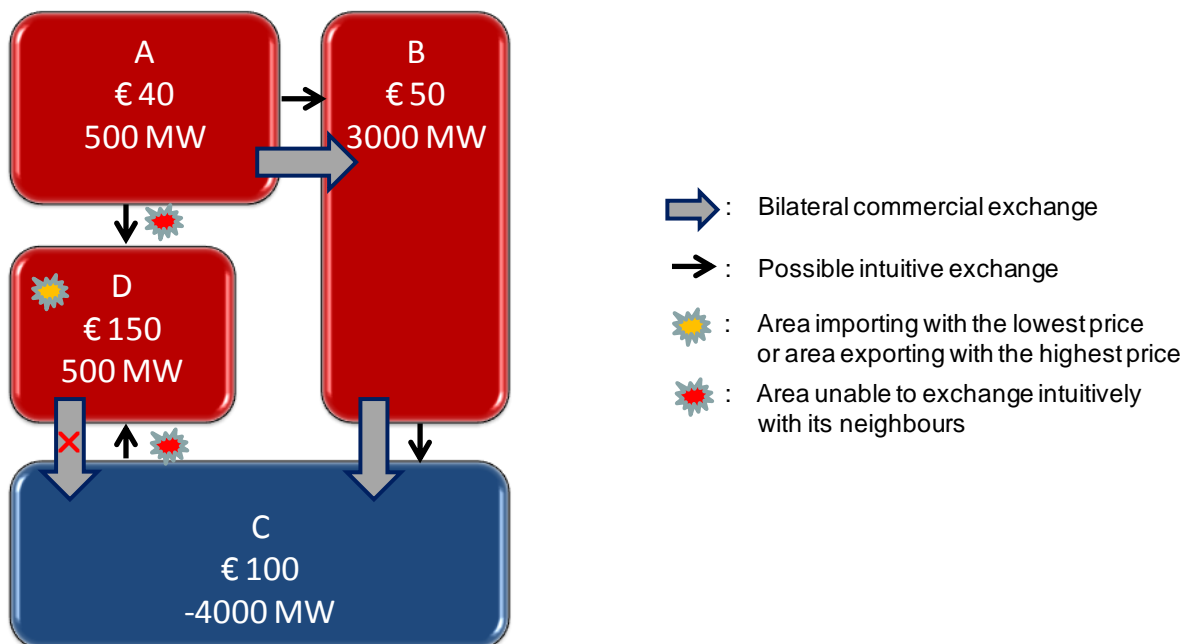 A
€ 40
500 MW
B
€ 50
3000 MW
D
€ 150
500 MW
C
€ 100
-4000 MW
: Bilateral commercial exchange
: Possible intuitive exchange
: Area importing with the lowest price
or area exporting with the highest price
: Area unable to exchange intuitively
with its neighbours